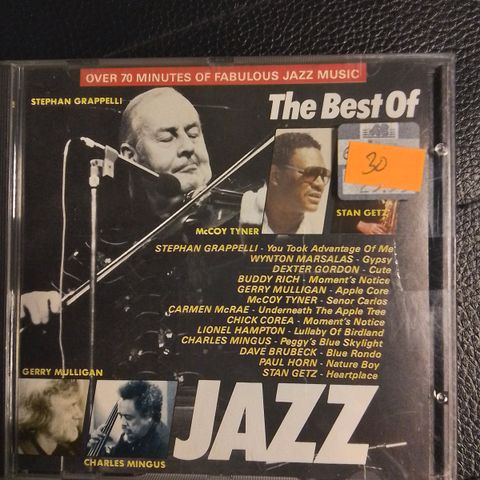 OVER 70 MINUTES OF FABULOUS JAZZ MUSIC
STEPHAN GRAPPELLI
The Best Of
30
McCOY TYNER
STAN GETZ
STEPHAN GRAPPELLI - You Took Advantage Of Me
WYNTON MARSALAS - Gypsy
DEXTER GORDON - Cute
BUDDY RICH - Moment's Notice
GERRY MULLIGAN - Apple Core
McCOY TYNER - Senor Carlos
CARMEN McRAE - Underneath The Apple Tree
CHICK COREA - Moment's Notice
LIONEL HAMPTON - Lullaby Of Birdland
CHARLES MINGUS - Peggy's Blue Skylight
DAVE BRUBECK - Blue Rondo
PAUL HORN - Nature Boy
STAN GETZ - Heartplace
GERRY MULLIGAN
CHARLES MINGUS
JAZZ